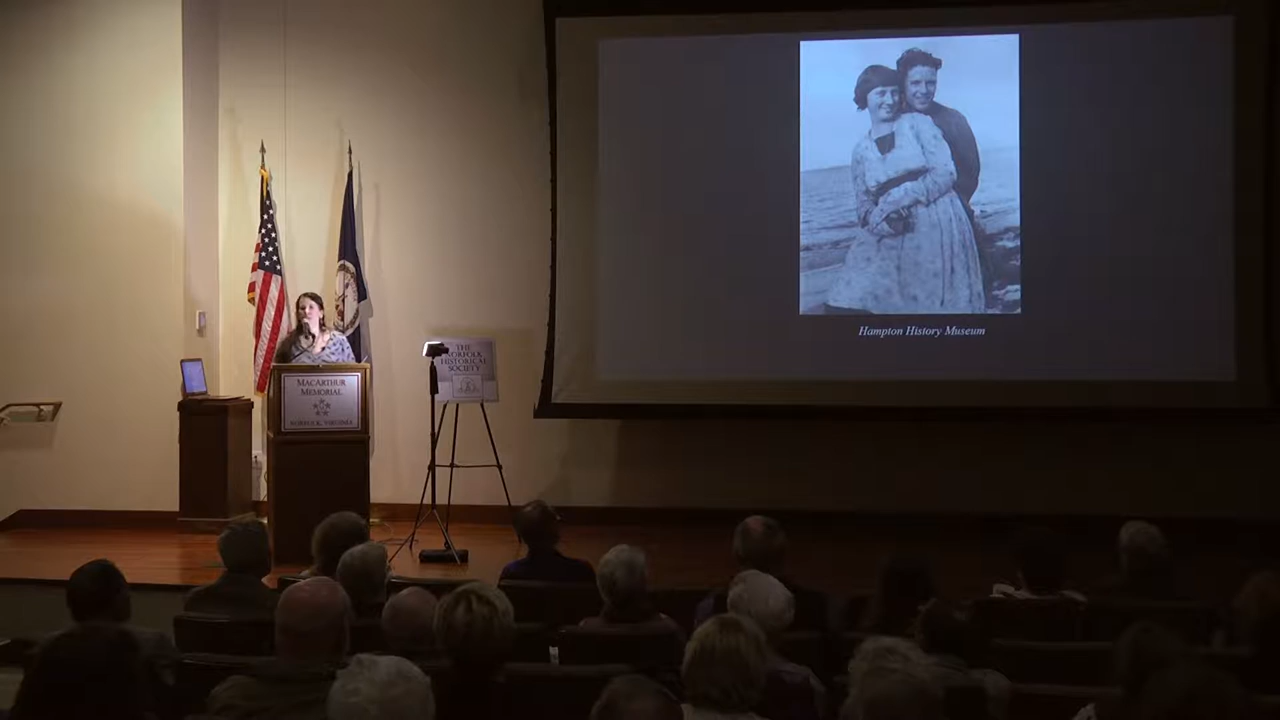 THE
NORFOLK
HISTORICAL
SOCIETY
MACARTHUR
MEMORIAL
NORFOLK, VIRGINIA
Hampton History Museum